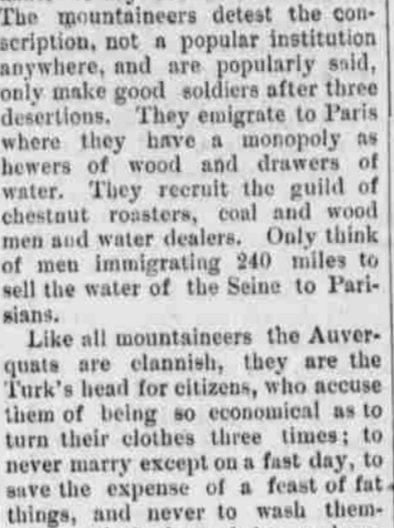 The mountaineers detest the con-
scription, not a popular institution
anywhere, and are popularly said,
only make good soldiers after three
desertions. They emigrate to Paris
where they have a monopoly as
hewers of wood and drawers of
water. They recruit the guild of
chestnut roasters, coal and wood
men and water dealers. Only think
of men immigrating 240 miles to
sell the water of the Seine to Pari-
sians.
Like all mountaineers the Auver-
quats are clannish, they are the
Turk's head for citizens, who accuse
them of being so economical as to
turn their clothes three times; to
never marry except on a fast day, to
save the expense of a feast of fat
things, and never to wash them-